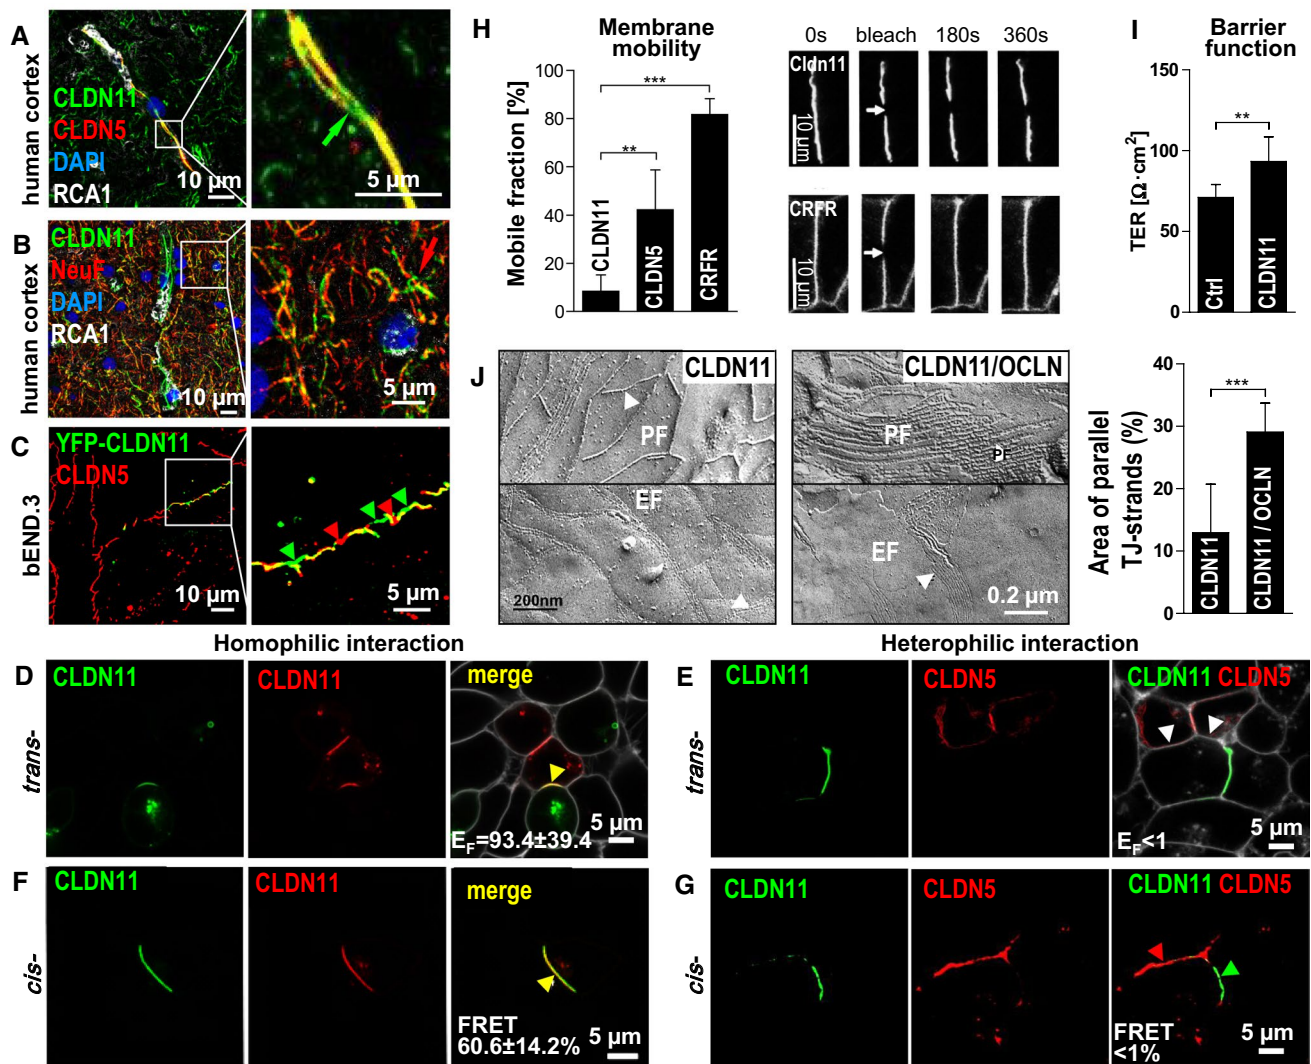 A
human cortex
CLDN11
CLDN5
DAPI
RCA1
10 µm
5 µm
B
human cortex
CLDN11
NeuF
DAPI
RCA1
10 µm
5 µm
C
bEND.3
YFP-CLDN11
CLDN5
10 µm
5 µm
H
Membrane
mobility
Mobile fraction [%]
100
80
60
40
20
0
***
**
CLDN11
CLDN5
CRFR
0s
bleach
180s
360s
Cldn11
10 µm
CRFR
10 µm
I
Barrier
function
TER [Ω·cm²]
150
100
50
0
**
Ctrl
CLDN11
J
CLDN11
PF
EF
200nm
CLDN11/OCLN
PF
PF
EF
0.2 µm
Area of parallel
TJ-strands (%)
40
30
20
10
0
***
CLDN11
CLDN11 / OCLN
Homophilic interaction
Heterophilic interaction
D
trans-
CLDN11
CLDN11
merge
5 µm
EF=93.4±39.4
E
trans-
CLDN11
CLDN5
CLDN11 CLDN5
5 µm
EF<1
F
cis-
CLDN11
CLDN11
merge
FRET
60.6±14.2%
5 µm
G
cis-
CLDN11
CLDN5
CLDN11 CLDN5
FRET
<1%
5 µm